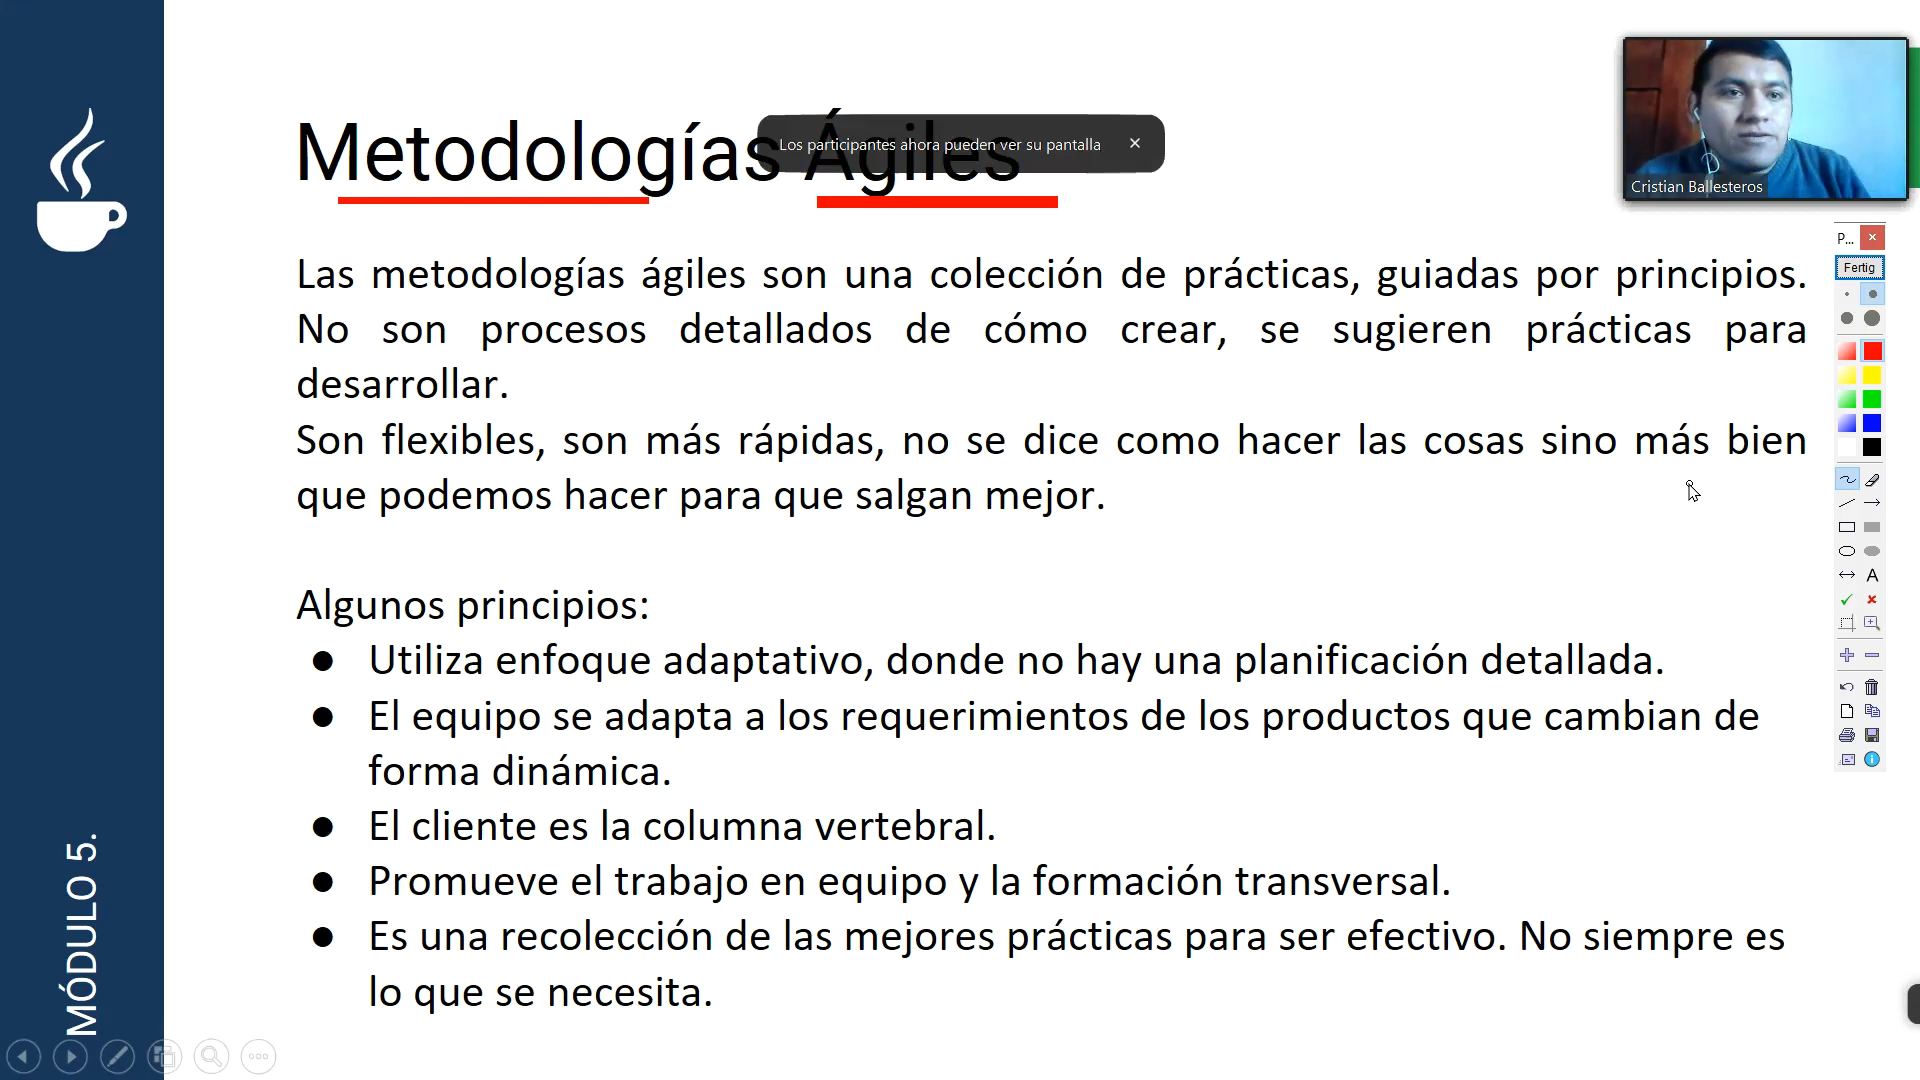 Metodologías Ágiles
Los participantes ahora pueden ver su pantalla
Cristian Ballesteros
P...
Fertig
Las metodologías ágiles son una colección de prácticas, guiadas por principios.
No son procesos detallados de cómo crear, se sugieren prácticas para
desarrollar.
Son flexibles, son más rápidas, no se dice como hacer las cosas sino más bien
que podemos hacer para que salgan mejor.
Algunos principios:
● Utiliza enfoque adaptativo, donde no hay una planificación detallada.
● El equipo se adapta a los requerimientos de los productos que cambian de
forma dinámica.
● El cliente es la columna vertebral.
● Promueve el trabajo en equipo y la formación transversal.
● Es una recolección de las mejores prácticas para ser efectivo. No siempre es
lo que se necesita.
MÓDULO 5.
A